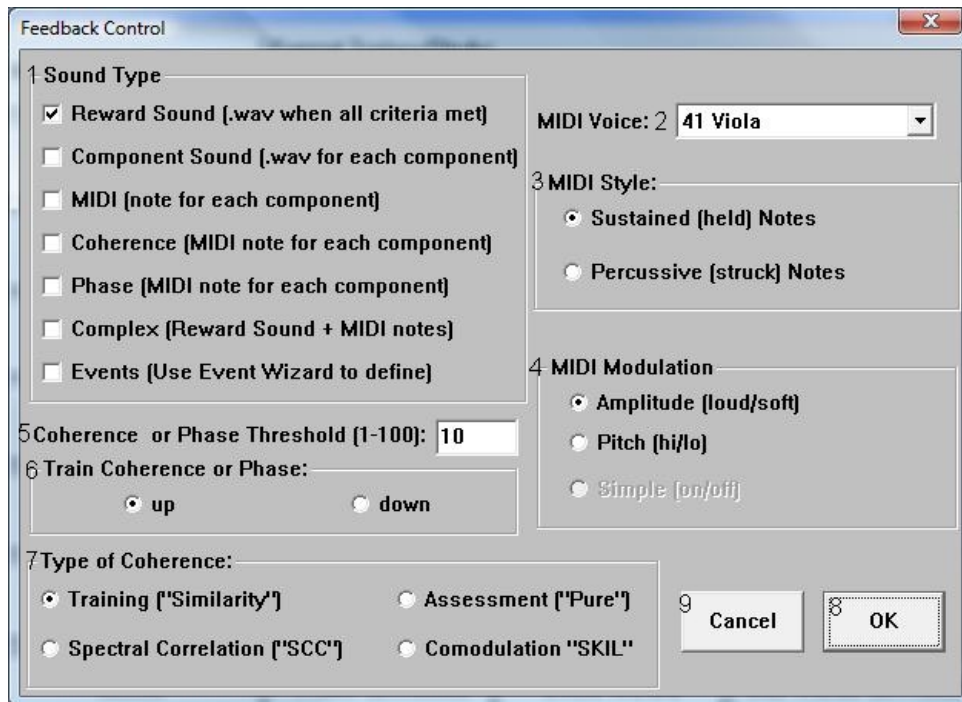 Feedback Control
1 Sound Type
Reward Sound (.wav when all criteria met)
Component Sound (.wav for each component)
MIDI (note for each component)
Coherence (MIDI note for each component)
Phase (MIDI note for each component)
Complex (Reward Sound + MIDI notes)
Events (Use Event Wizard to define)
MIDI Voice: 2 41 Viola
3 MIDI Style:
Sustained (held) Notes
Percussive (struck) Notes
4 MIDI Modulation
Amplitude (loud/soft)
Pitch (hi/lo)
Simple (on/off)
5 Coherence or Phase Threshold (1-100): 10
6 Train Coherence or Phase:
up down
7 Type of Coherence:
Training ("Similarity") Assessment ("Pure")
Spectral Correlation ("SCC") Comodulation "SKIL"
9 Cancel 8 OK